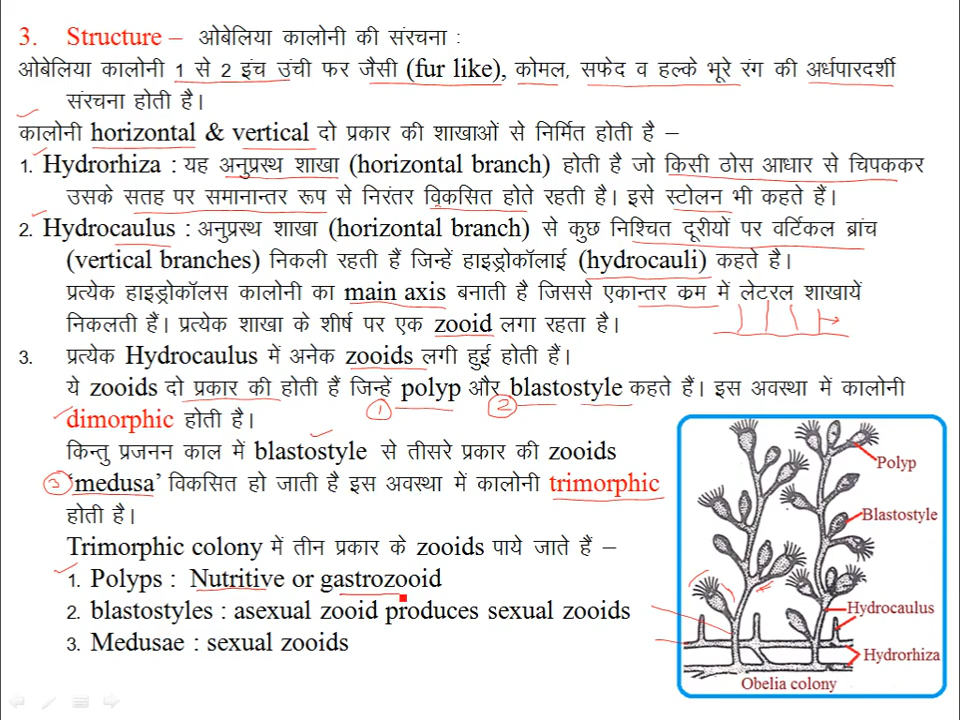 3. Structure – ओबेलिया कालोनी की संरचना :
ओबेलिया कालोनी 1 से 2 इंच उंची फर जैसी (fur like), कोमल, सफेद व हल्के भूरे रंग की अर्धपारदर्शी
संरचना होती है।
कालोनी horizontal & vertical दो प्रकार की शाखाओं से निर्मित होती है –
1. Hydrorhiza : यह अनुप्रस्थ शाखा (horizontal branch) होती है जो किसी ठोस आधार से चिपककर
उसके सतह पर समानान्तर रूप से निरंतर विकसित होते रहती है। इसे स्टोलन भी कहते हैं।
2. Hydrocaulus : अनुप्रस्थ शाखा (horizontal branch) से कुछ निश्चित दूरीयों पर वर्टिकल ब्रांच
(vertical branches) निकली रहती हैं जिन्हें हाइड्रोकॉलाई (hydrocauli) कहते है।
प्रत्येक हाइड्रोकॉलस कालोनी का main axis बनाती है जिससे एकान्तर क्रम में लेटरल शाखायें
निकलती हैं। प्रत्येक शाखा के शीर्ष पर एक zooid लगा रहता है।
3. प्रत्येक Hydrocaulus में अनेक zooids लगी हुई होती हैं।
ये zooids दो प्रकार की होती हैं जिन्हें polyp और blastostyle कहते हैं। इस अवस्था में कालोनी
1 2
dimorphic होती है।
किन्तु प्रजनन काल में blastostyle से तीसरे प्रकार की zooids
3 ‘medusa’ विकसित हो जाती है इस अवस्था में कालोनी trimorphic
होती है।
Trimorphic colony में तीन प्रकार के zooids पाये जाते हैं –
1. Polyps : Nutritive or gastrozooid
2. blastostyles : asexual zooid produces sexual zooids
3. Medusae : sexual zooids
Polyp
Blastostyle
Hydrocaulus
Hydrorhiza
Obelia colony